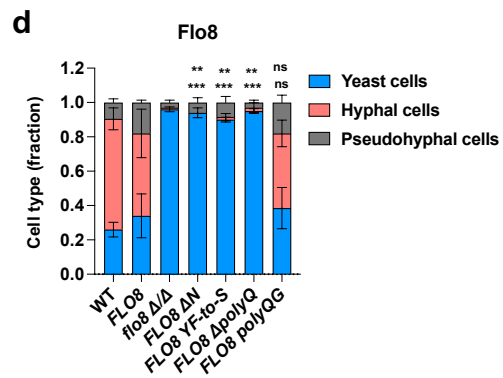 d
Flo8
** ** ** ns
*** *** *** ns
Cell type (fraction)
1.2
1.0
0.8
0.6
0.4
0.2
0.0
WT
FLO8
flo8 Δ/Δ
FLO8 ΔN
FLO8 YF-to-S
FLO8 ΔpolyQ
FLO8 polyQG
Yeast cells
Hyphal cells
Pseudohyphal cells